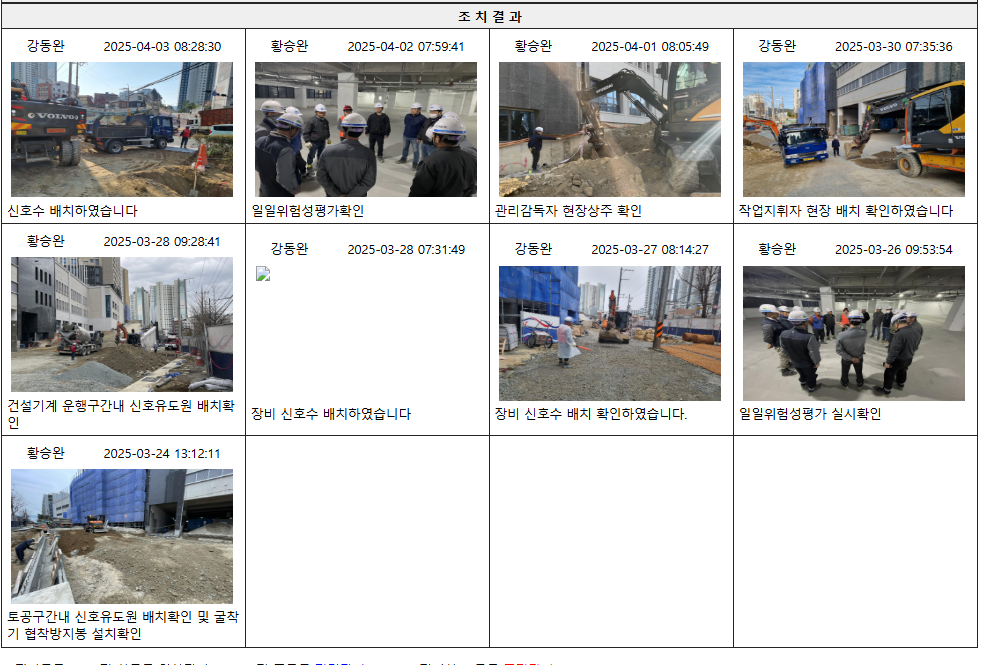 조 치 결 과
강동완 2025-04-03 08:28:30
VOLVO
신호수 배치하였습니다
황승완 2025-04-02 07:59:41
일일위험성평가확인
황승완 2025-04-01 08:05:49
관리감독자 현장상주 확인
강동완 2025-03-30 07:35:36
작업지휘자 현장 배치 확인하였습니다
황승완 2025-03-28 09:28:41
건설기계 운행구간내 신호유도원 배치확
인
강동완 2025-03-28 07:31:49
장비 신호수 배치하였습니다
강동완 2025-03-27 08:14:27
장비 신호수 배치 확인하였습니다.
황승완 2025-03-26 09:53:54
일일위험성평가 실시확인
황승완 2025-03-24 13:12:11
토공구간내 신호유도원 배치확인 및 굴착
기 협착방지봉 설치확인